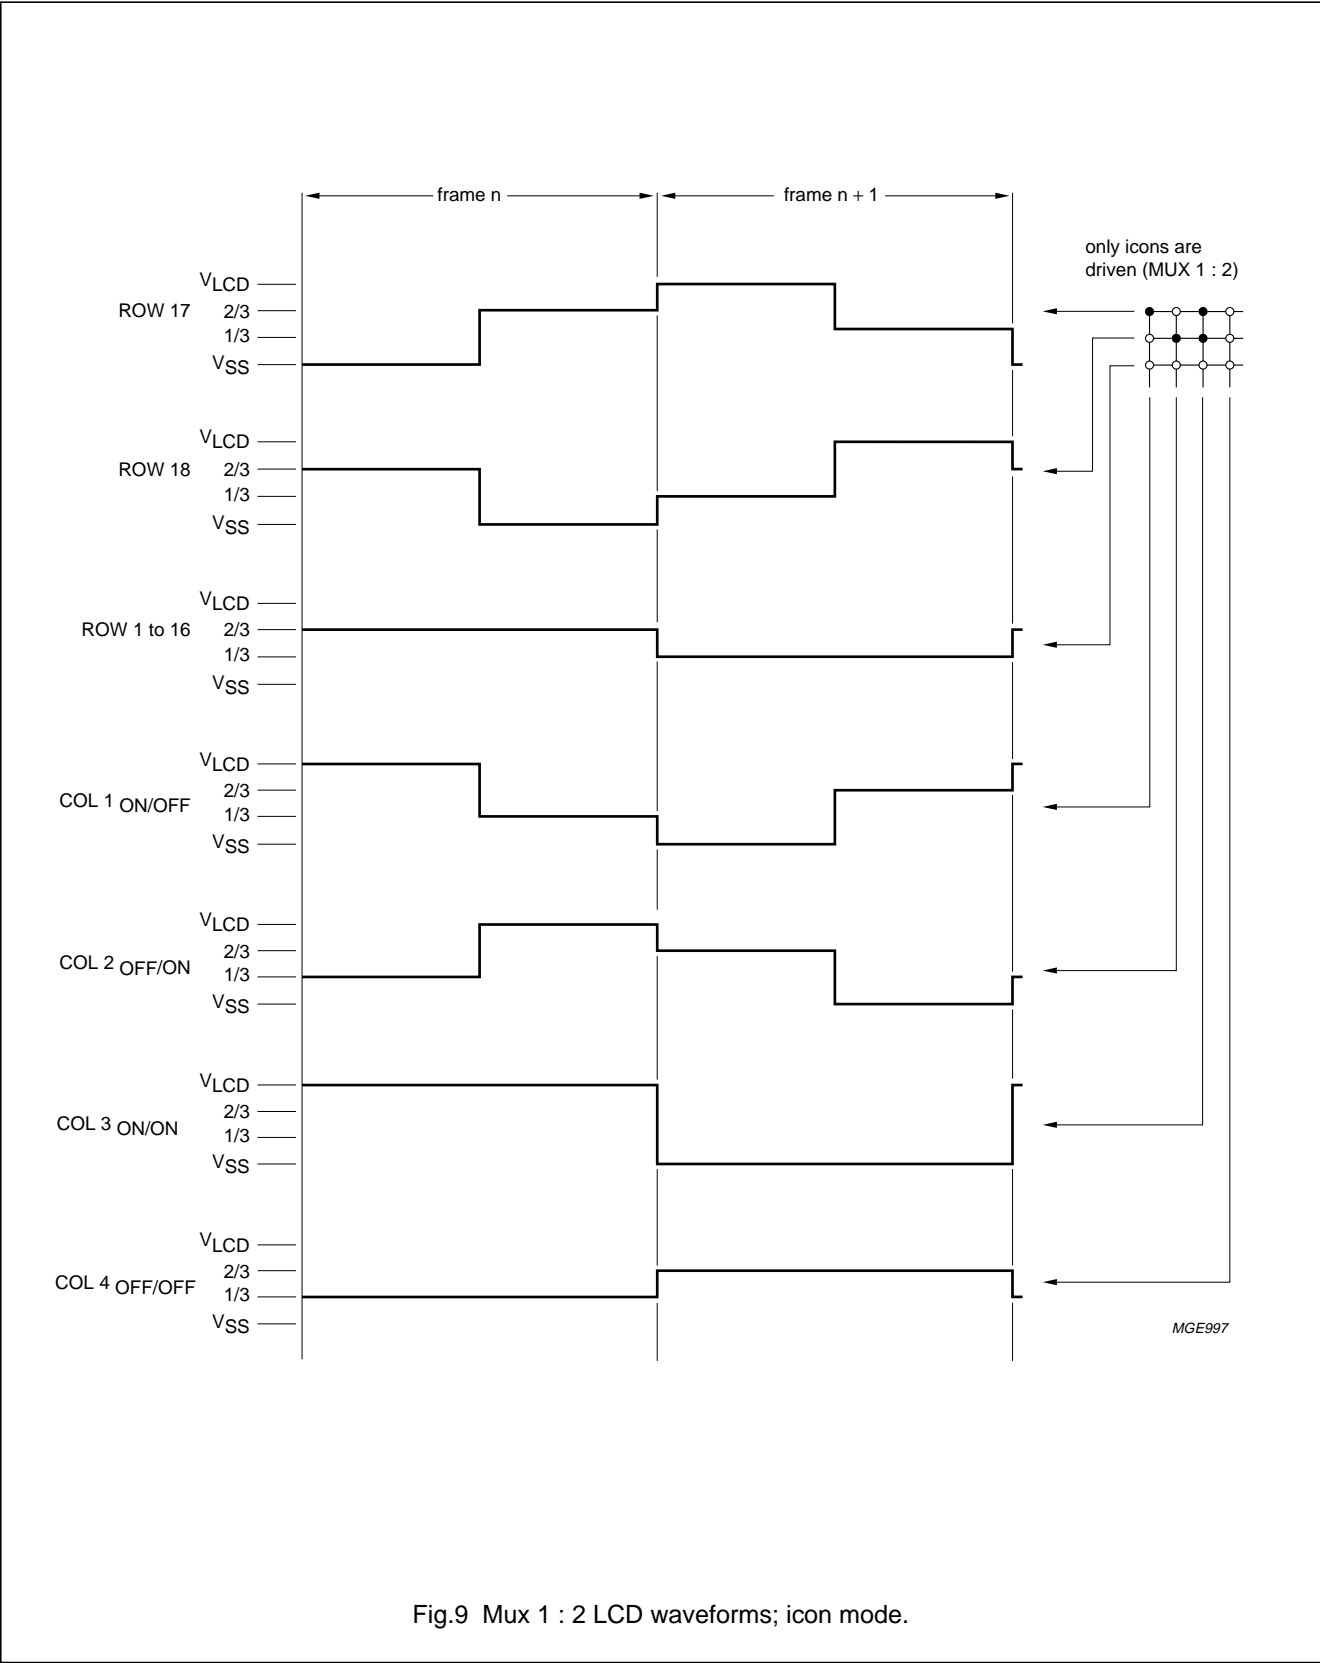 frame n
frame n + 1
only icons are
driven (MUX 1 : 2)
ROW 17
VLCD
2/3
1/3
VSS
ROW 18
VLCD
2/3
1/3
VSS
ROW 1 to 16
VLCD
2/3
1/3
VSS
COL 1 ON/OFF
VLCD
2/3
1/3
VSS
COL 2 OFF/ON
VLCD
2/3
1/3
VSS
COL 3 ON/ON
VLCD
2/3
1/3
VSS
COL 4 OFF/OFF
VLCD
2/3
1/3
VSS
MGE997
Fig.9 Mux 1 : 2 LCD waveforms; icon mode.